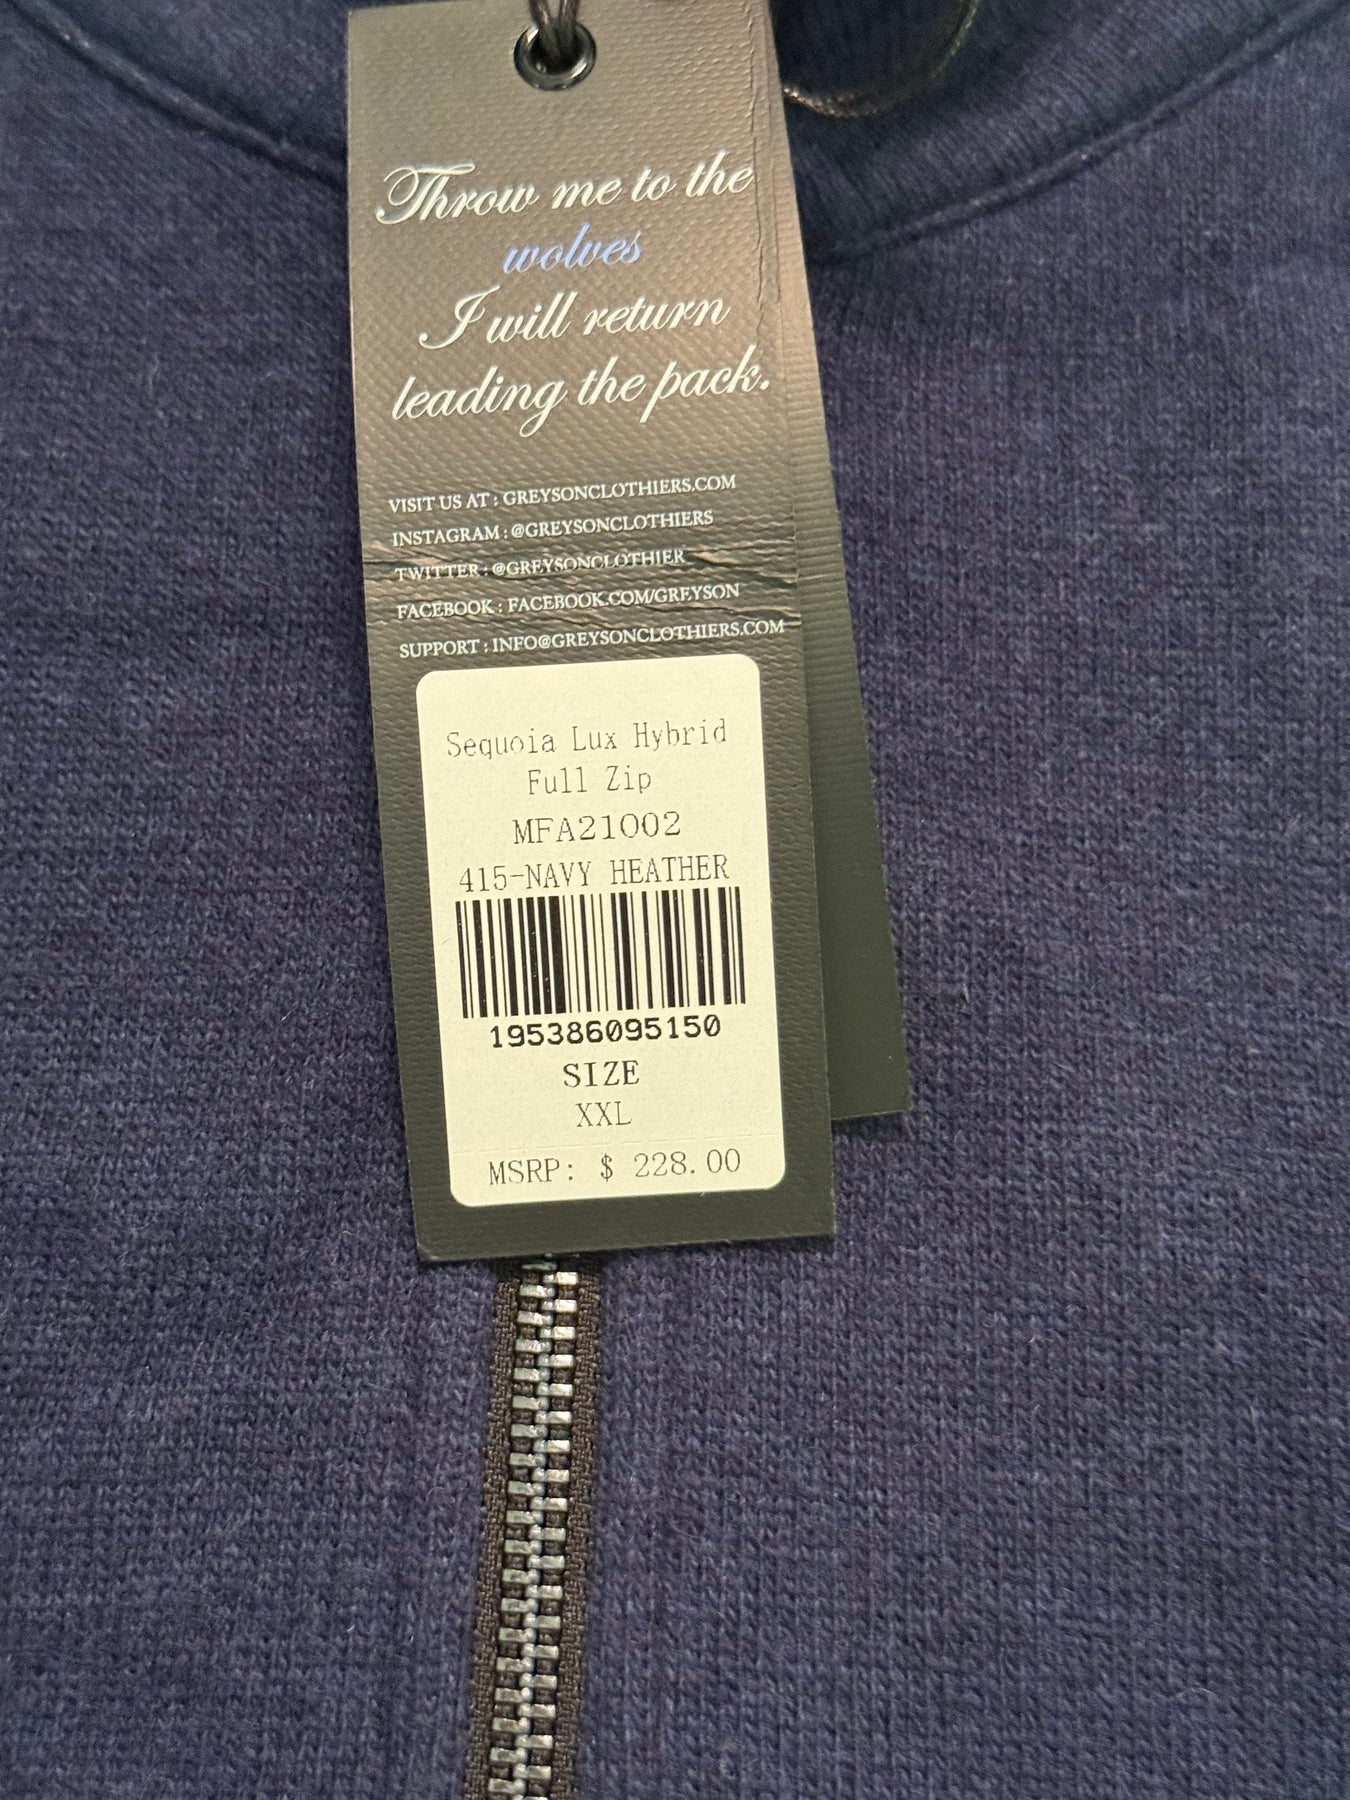 Throw me to the
wolves
I will return
leading the pack.
VISIT US AT : GREYSONCLOTHIERS.COM
INSTAGRAM : @GREYSONCLOTHIERS
TWITTER : @GREYSONCLOTHIER
FACEBOOK : FACEBOOK.COM/GREYSON
SUPPORT : INFO@GREYSONCLOTHIERS.COM
Sequoia Lux Hybrid
Full Zip
MFA21002
415-NAVY HEATHER
195386095150
SIZE
XXL
MSRP: $ 228.00